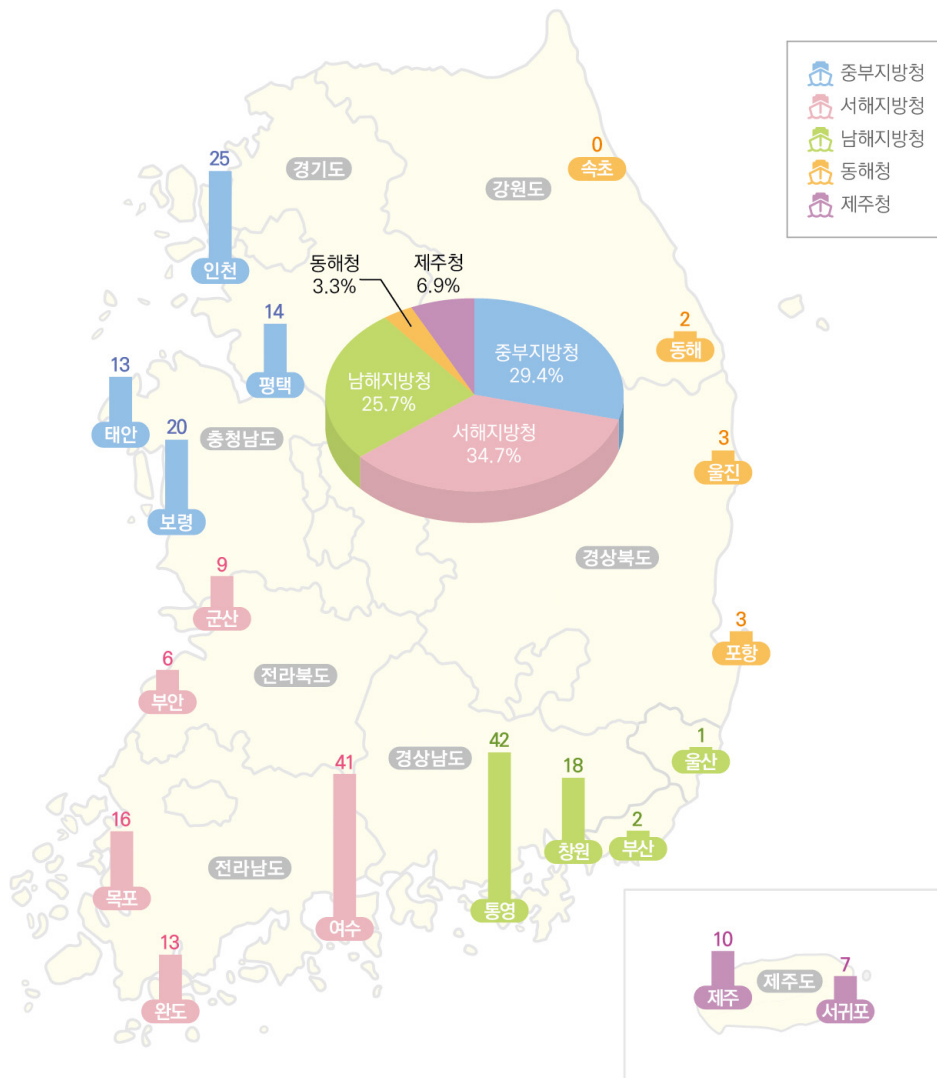 중부지방청
서해지방청
남해지방청
동해청
제주청
0
속초
25
인천
경기도
강원도
동해청
3.3%
제주청
6.9%
중부지방청
29.4%
남해지방청
25.7%
서해지방청
34.7%
14
평택
2
동해
13
태안
충청남도
20
보령
3
울진
경상북도
9
군산
3
포항
6
부안
전라북도
경상남도
42
통영
18
창원
1
울산
2
부산
41
여수
16
목포
전라남도
13
완도
10
제주
제주도
7
서귀포